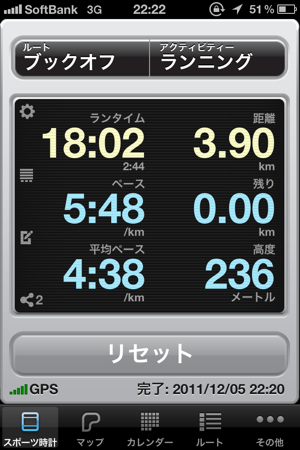 SoftBank 3G 22:22 51%
ルート アクティビティー
ブックオフ ランニング
ランタイム 距離
18:02 3.90
2:44 km
ペース 残り
5:48 0.00
/km km
平均ペース 高度
4:38 236
/km メートル
2
リセット
GPS 完了: 2011/12/05 22:20
スポーツ時計 マップ カレンダー ルート その他